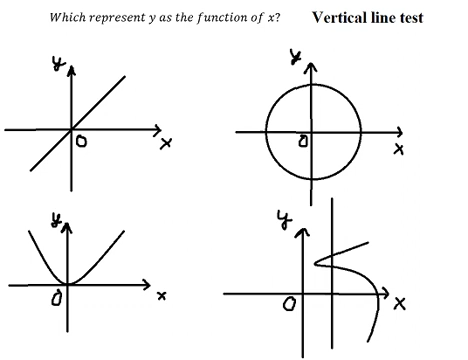 Which represent y as the function of x? Vertical line test
y
0
x
y
0
x
y
0
x
y
0
x